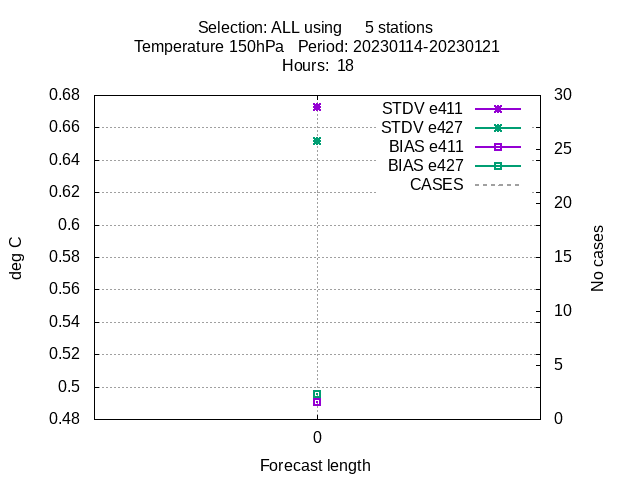 Selection: ALL using     5 stations
Temperature 150hPa   Period: 20230114-20230121
Hours:  18
0.68
0.66
0.64
0.62
0.6
0.58
0.56
0.54
0.52
0.5
0.48
30
25
20
15
10
5
0
STDV e411
STDV e427
BIAS e411
BIAS e427
CASES
deg C
No cases
0
Forecast length